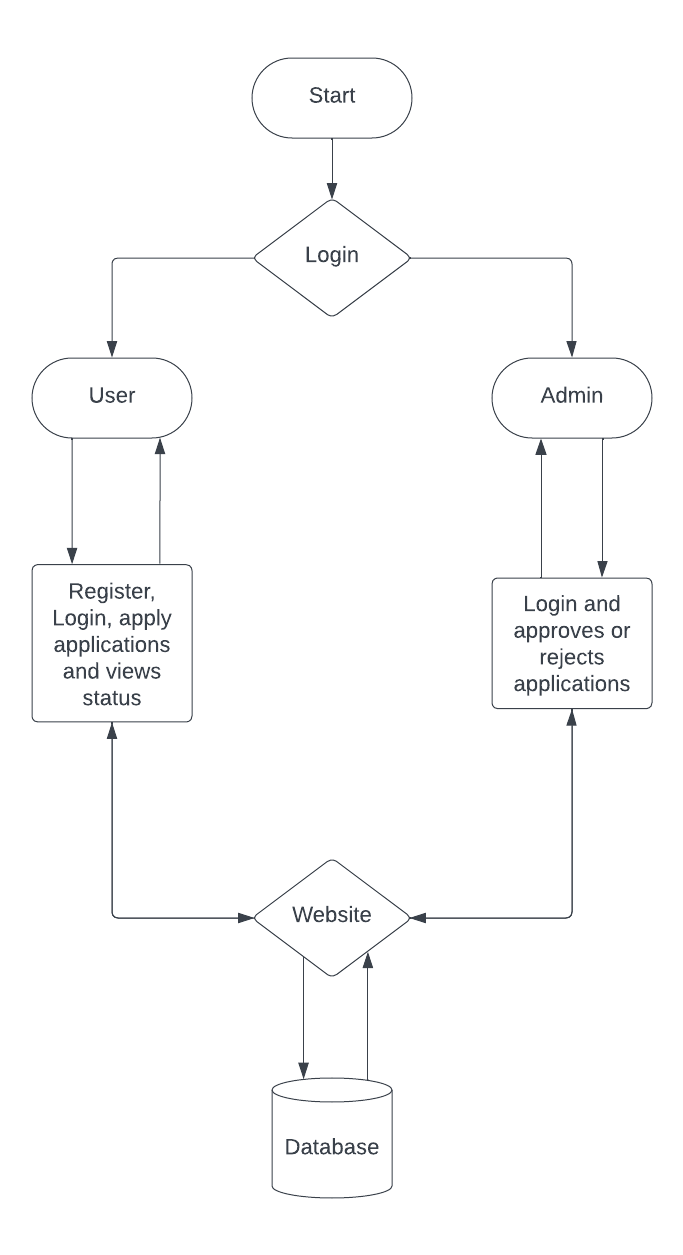 Start
Login
User
Admin
Register,
Login, apply
applications
and views
status
Login and
approves or
rejects
applications
Website
Database